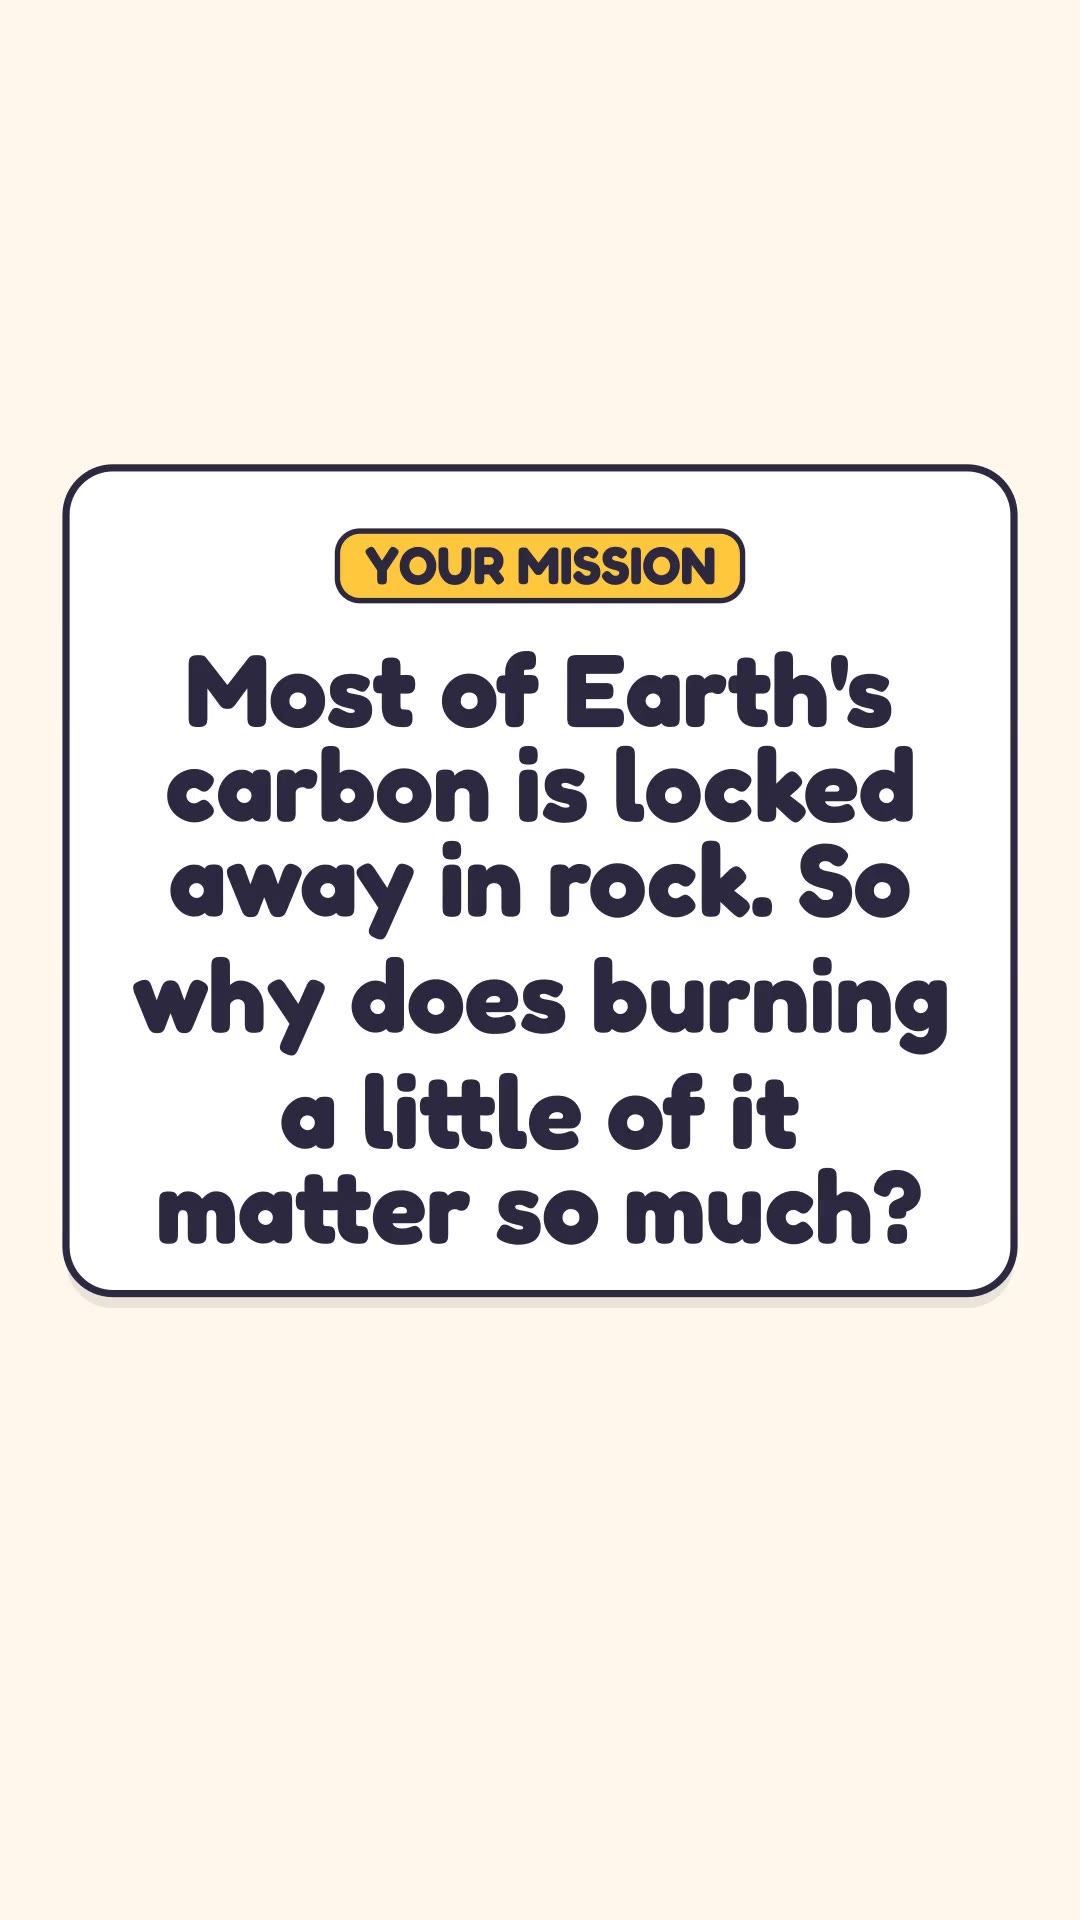 YOUR MISSION
Most of Earth's
carbon is locked
away in rock. So
why does burning
a little of it
matter so much?